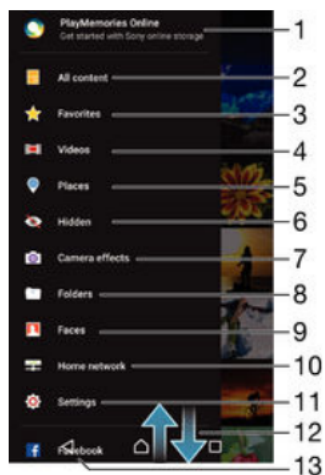 PlayMemories Online 1
Get started with Sony online storage
All content 2
Favorites 3
Videos 4
Places 5
Hidden 6
Camera effects 7
Folders 8
Faces 9
Home network 10
Settings 11
12
Facebook 13